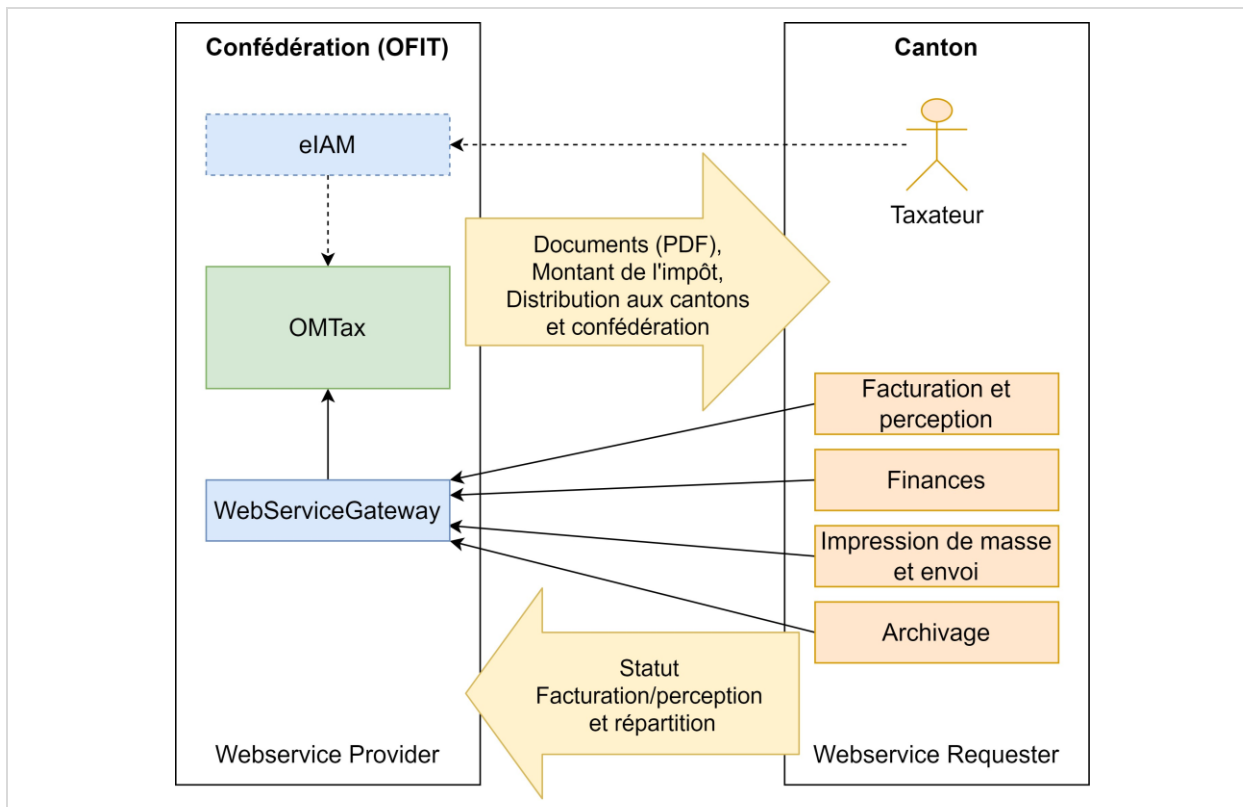 Confédération (OFIT)
Canton
eIAM
Taxateur
Documents (PDF),
Montant de l'impôt,
Distribution aux cantons
et confédération
OMTax
Facturation et
perception
Finances
WebServiceGateway
Impression de masse
et envoi
Archivage
Statut
Facturation/perception
et répartition
Webservice Provider
Webservice Requester